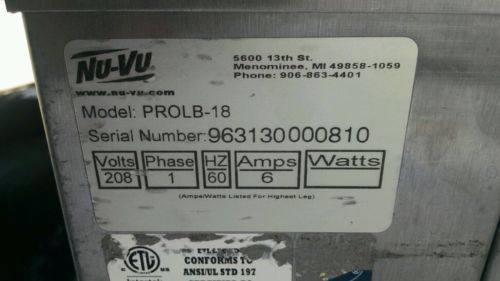 Nu-Vu
www.nu-vu.com
5600 13th St.
Menominee, MI 49858-1059
Phone: 906-863-4401
Model: PROLB-18
Serial Number: 963130000810
Volts Phase HZ Amps Watts
208 1 60 6
(Amps/Watts Listed For Highest Leg)
ETL
C US
CONFORMS TO
ANSI/UL STD 197